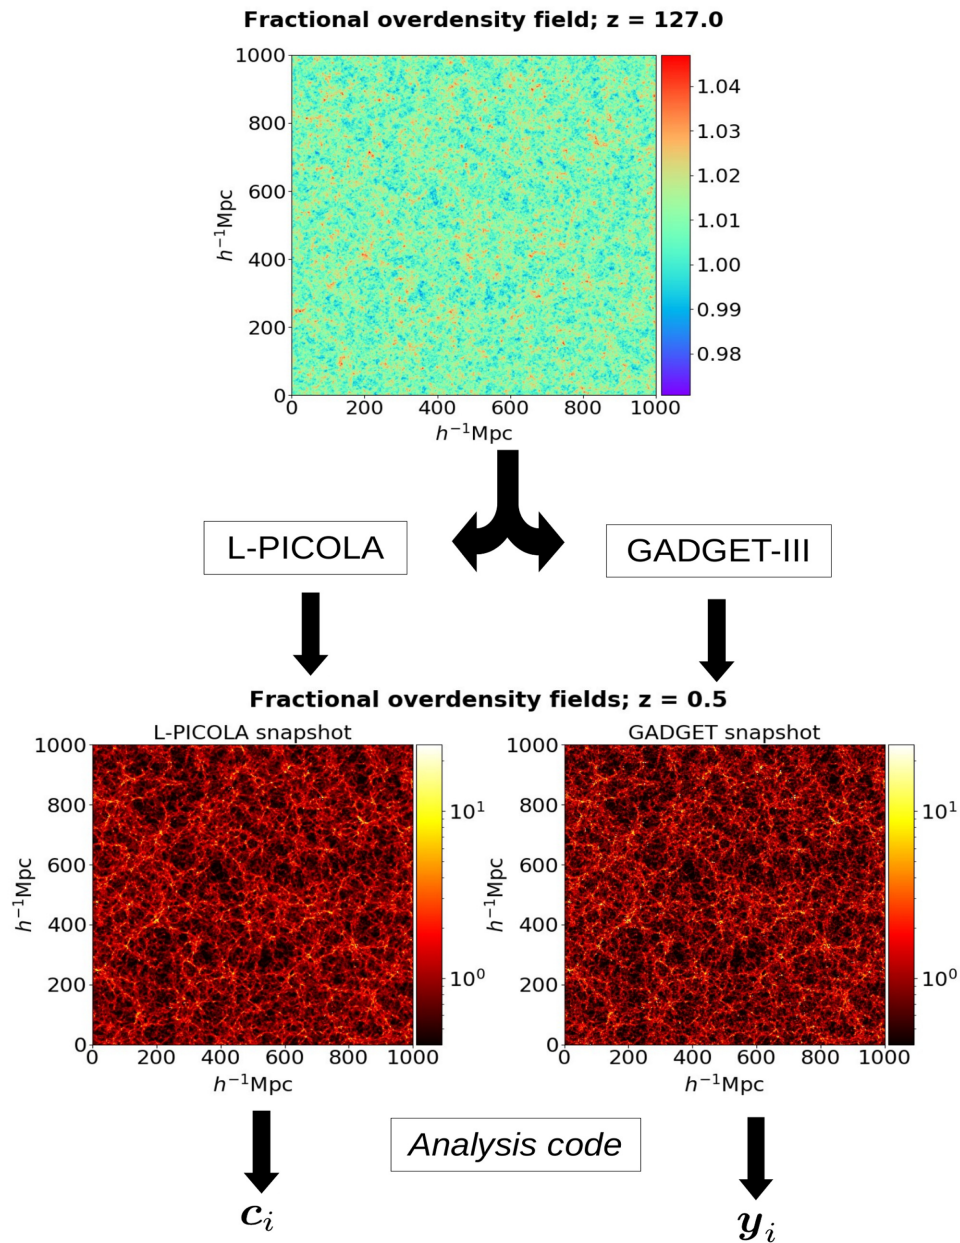 Fractional overdensity field; z = 127.0
1000
800
600
400
200
0
h⁻¹Mpc
0 200 400 600 800 1000
h⁻¹Mpc
1.04
1.03
1.02
1.01
1.00
0.99
0.98
L-PICOLA
GADGET-III
Fractional overdensity fields; z = 0.5
L-PICOLA snapshot
1000
800
600
400
200
0
h⁻¹Mpc
0 200 400 600 800 1000
h⁻¹Mpc
10¹
10⁰
GADGET snapshot
1000
800
600
400
200
0
h⁻¹Mpc
0 200 400 600 800 1000
h⁻¹Mpc
10¹
10⁰
Analysis code
cᵢ
yᵢ